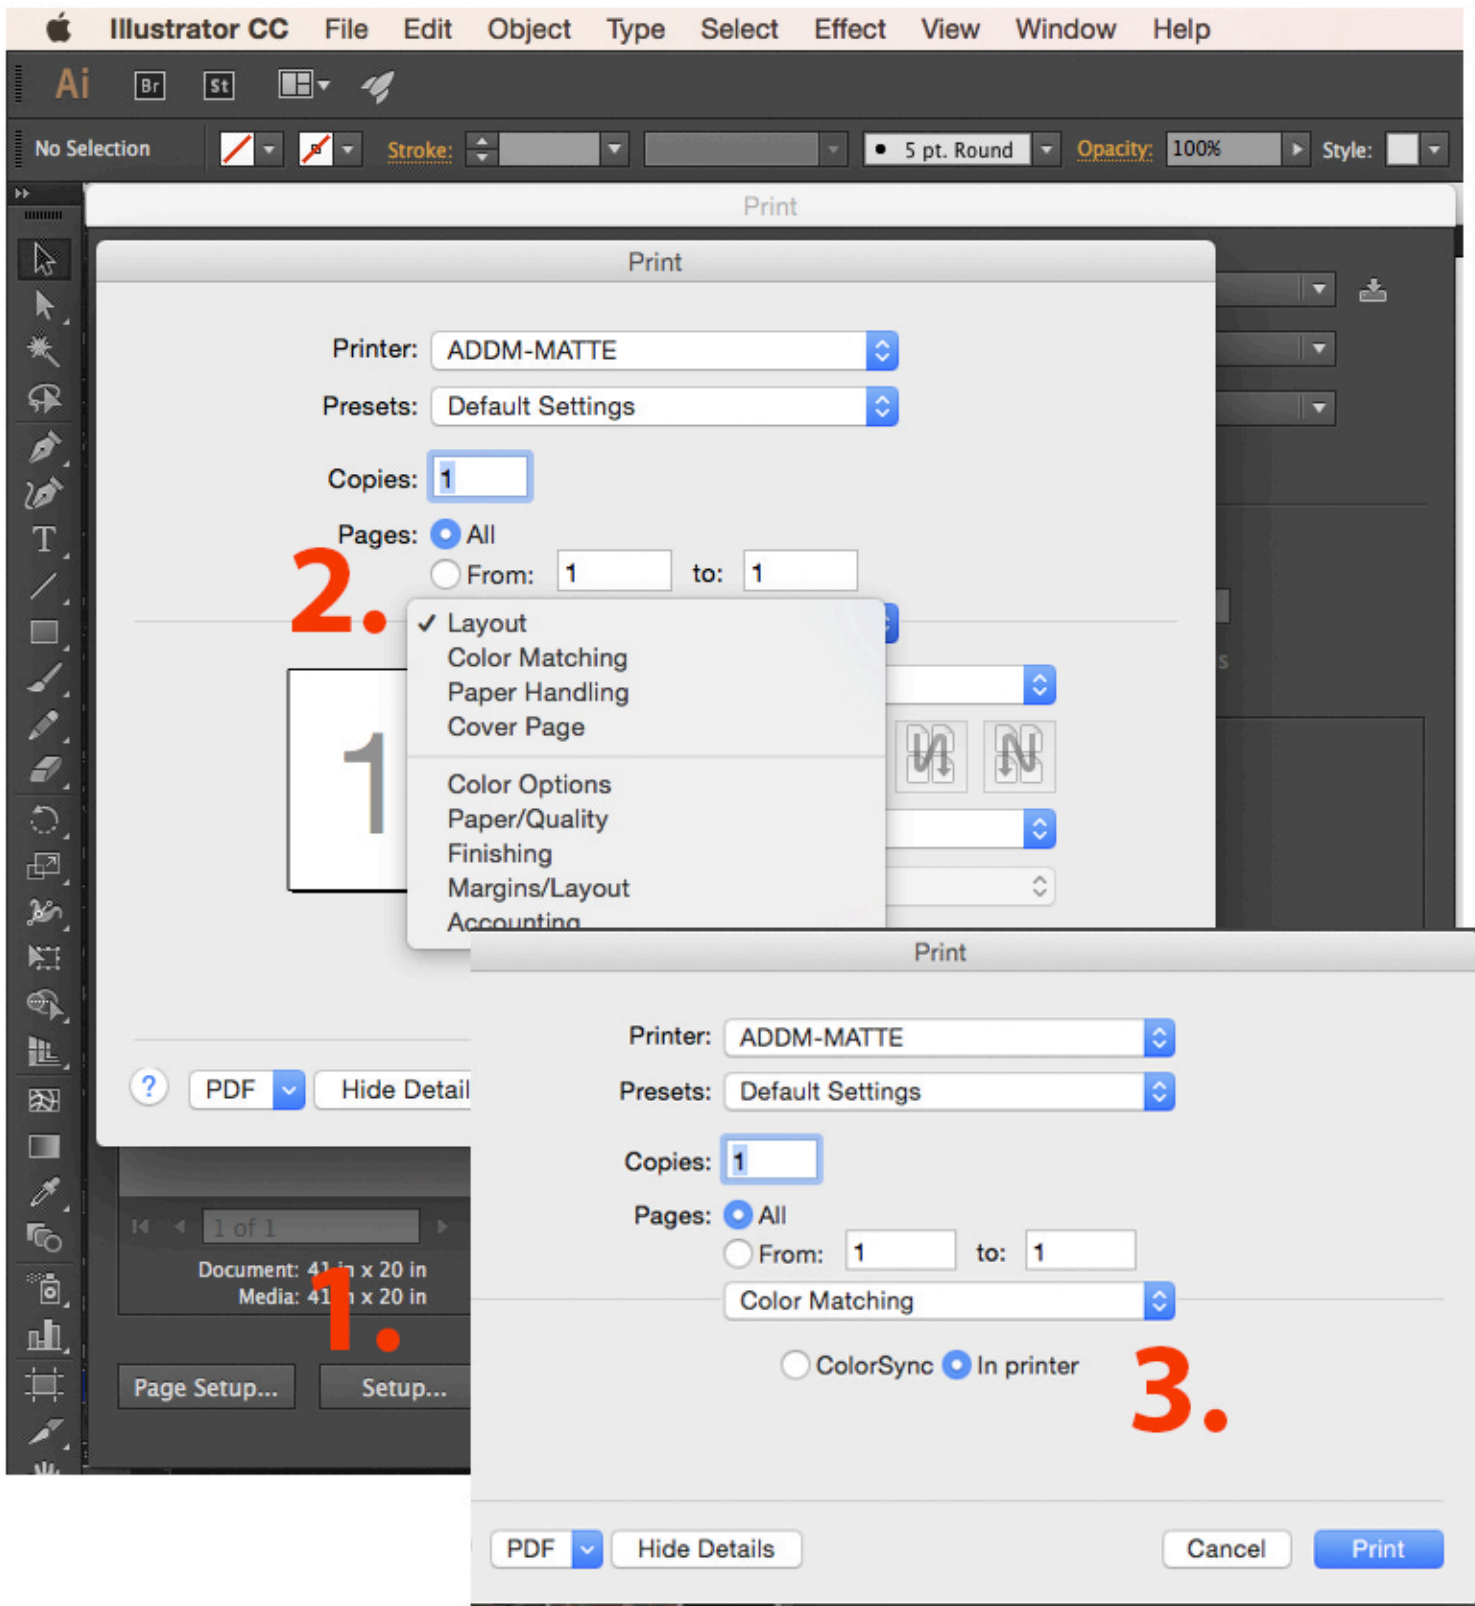 Illustrator CC File Edit Object Type Select Effect View Window Help
Ai Br St
No Selection Stroke: 5 pt. Round Opacity: 100% Style:
Print
Print
Printer: ADDM-MATTE
Presets: Default Settings
Copies: 1
Pages: All
From: 1 to: 1
2.
✓ Layout
Color Matching
Paper Handling
Cover Page
Color Options
Paper/Quality
Finishing
Margins/Layout
Accounting
1
s
? PDF Hide Detail
1 of 1
Document: 41 in x 20 in
Media: 41 in x 20 in
1.
Page Setup... Setup...
Print
Printer: ADDM-MATTE
Presets: Default Settings
Copies: 1
Pages: All
From: 1 to: 1
Color Matching
ColorSync In printer
3.
PDF Hide Details Cancel Print